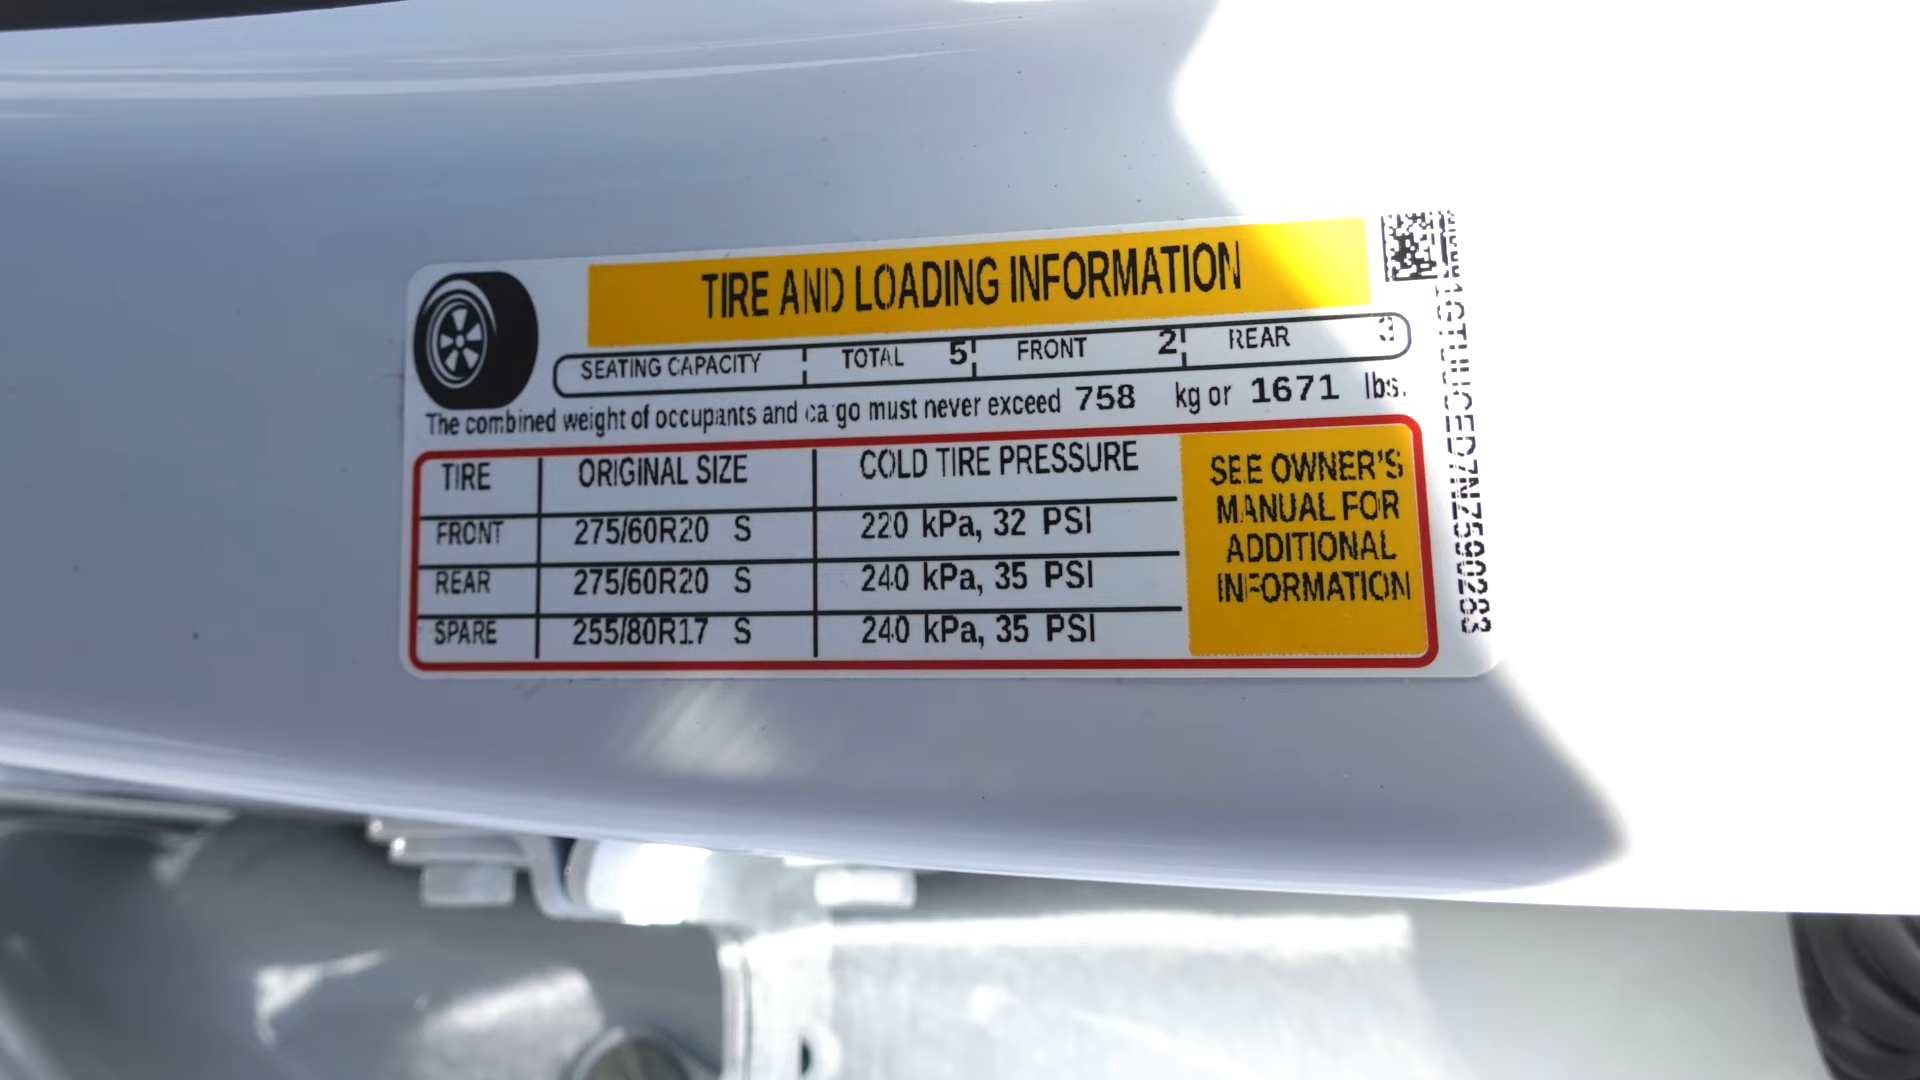 TIRE AND LOADING INFORMATION
SEATING CAPACITY TOTAL 5 FRONT 2 REAR 3
The combined weight of occupants and cargo must never exceed 758 kg or 1671 lbs.
TIRE ORIGINAL SIZE COLD TIRE PRESSURE
FRONT 275/60R20 S 220 kPa, 32 PSI
REAR 275/60R20 S 240 kPa, 35 PSI
SPARE 255/80R17 S 240 kPa, 35 PSI
SEE OWNER'S
MANUAL FOR
ADDITIONAL
INFORMATION